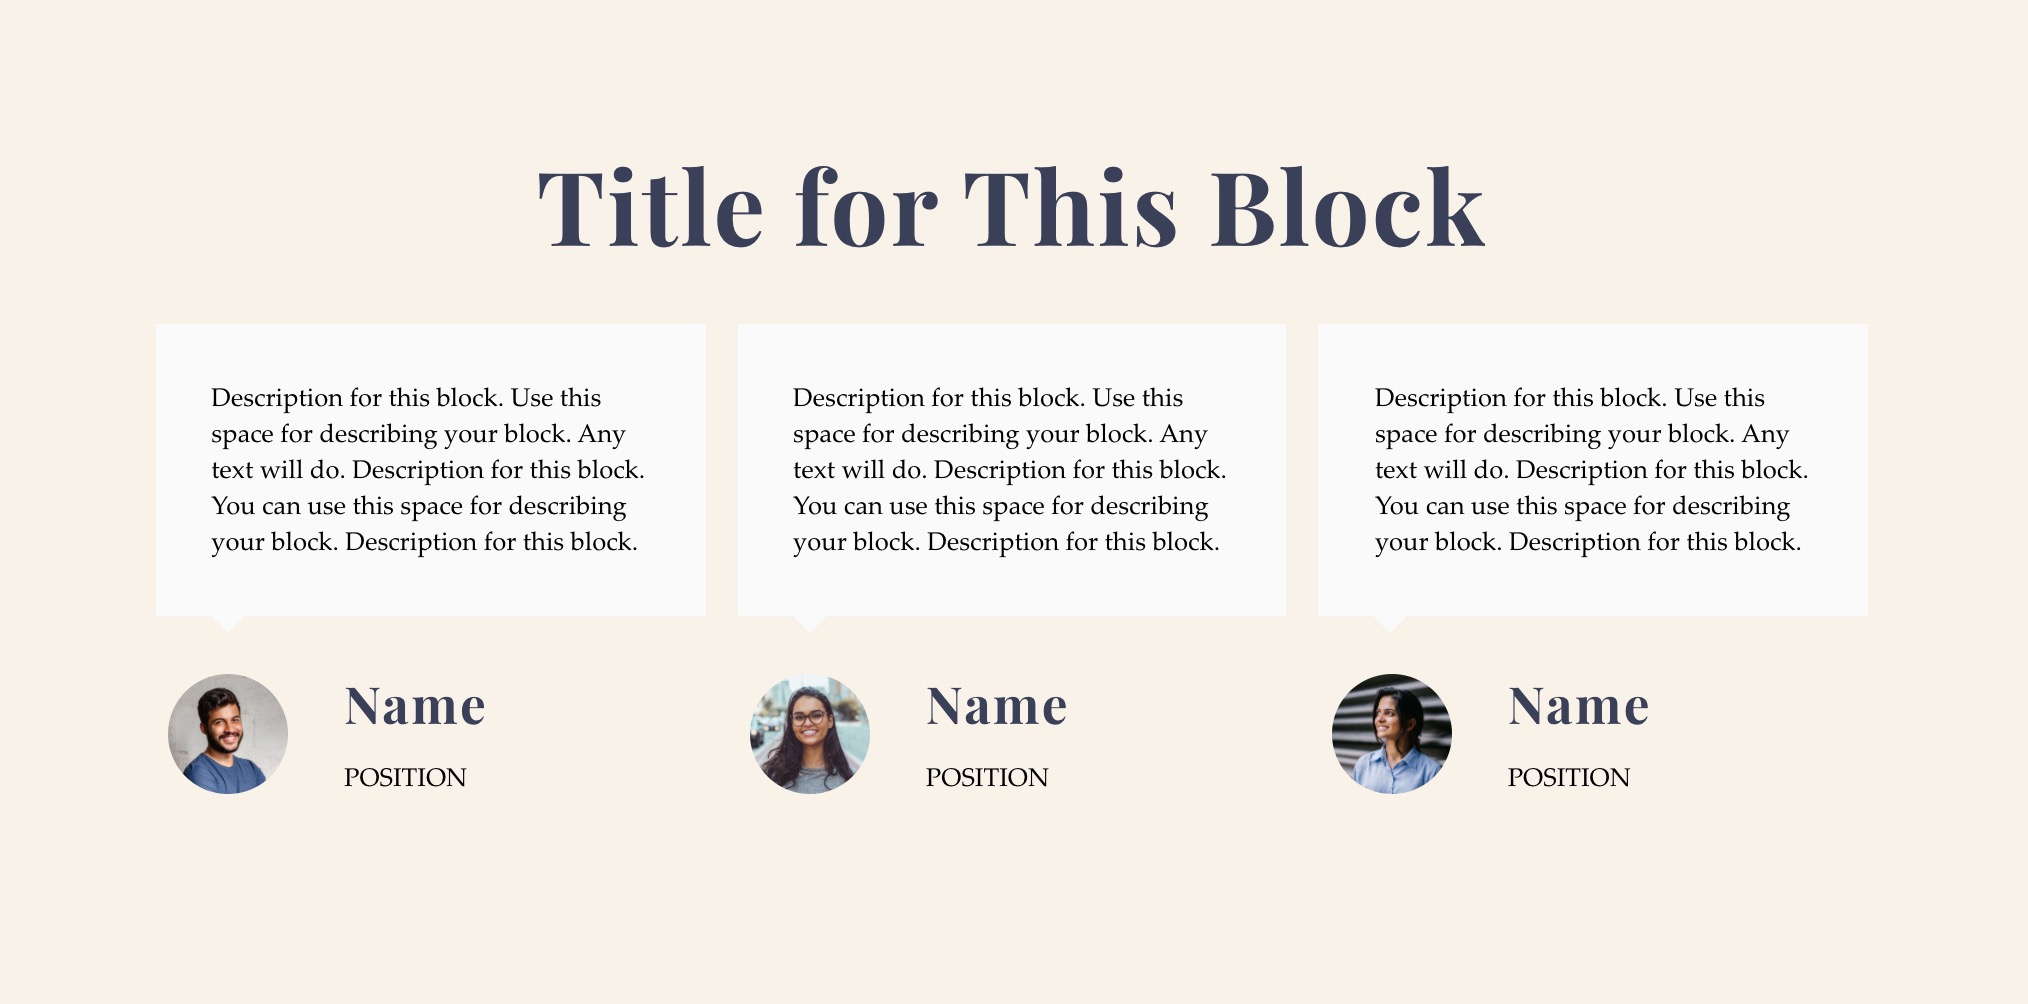 Title for This Block
Description for this block. Use this
space for describing your block. Any
text will do. Description for this block.
You can use this space for describing
your block. Description for this block.
Name
POSITION
Description for this block. Use this
space for describing your block. Any
text will do. Description for this block.
You can use this space for describing
your block. Description for this block.
Name
POSITION
Description for this block. Use this
space for describing your block. Any
text will do. Description for this block.
You can use this space for describing
your block. Description for this block.
Name
POSITION